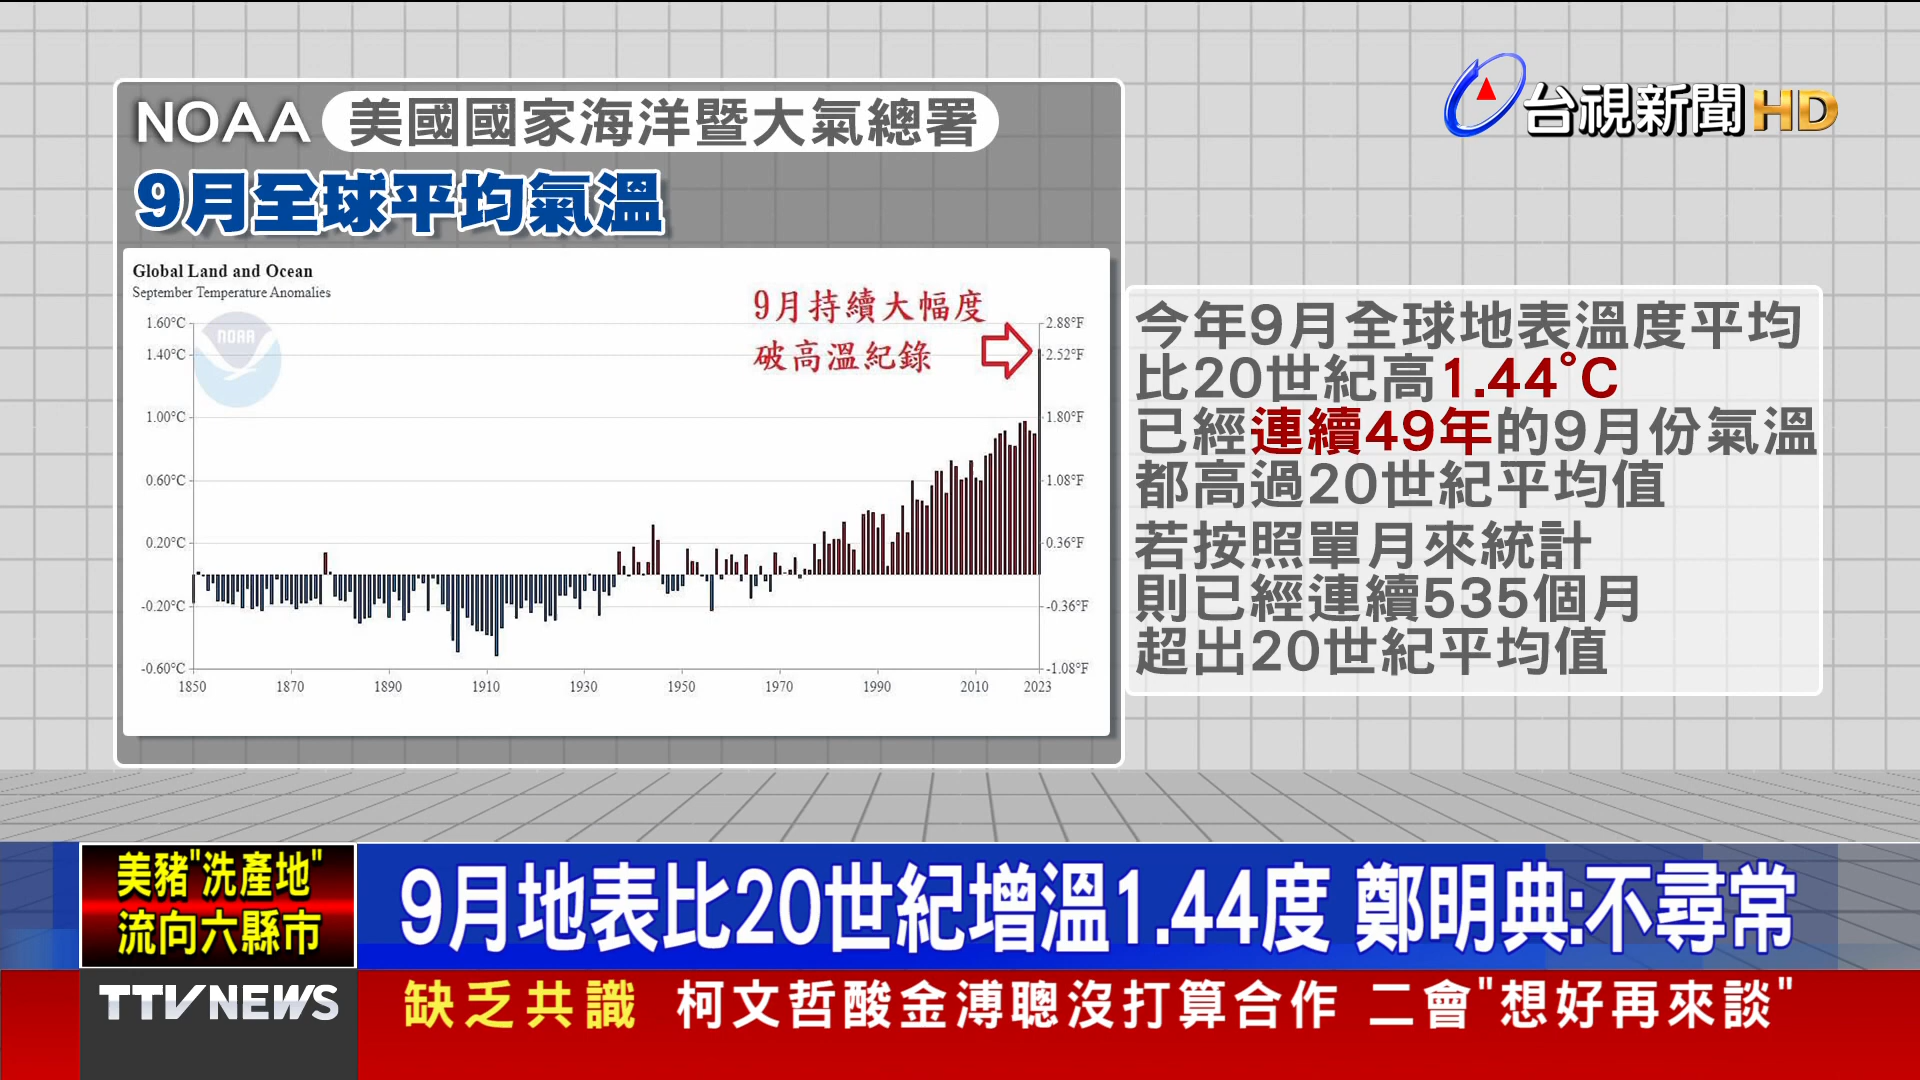 NOAA 美國國家海洋暨大氣總署
9月全球平均氣溫
台視新聞HD
Global Land and Ocean
September Temperature Anomalies
NOAA
9月持續大幅度
破高溫紀錄
1.60°C
1.40°C
1.00°C
0.60°C
0.20°C
-0.20°C
-0.60°C
2.88°F
2.52°F
1.80°F
1.08°F
0.36°F
-0.36°F
-1.08°F
1850 1870 1890 1910 1930 1950 1970 1990 2010 2023
今年9月全球地表溫度平均
比20世紀高1.44°C
已經連續49年的9月份氣溫
都高過20世紀平均值
若按照單月來統計
則已經連續535個月
超出20世紀平均值
美豬"洗產地"
流向六縣市
9月地表比20世紀增溫1.44度 鄭明典:不尋常
TTV NEWS
缺乏共識 柯文哲酸金溥聰沒打算合作 二會"想好再來談"